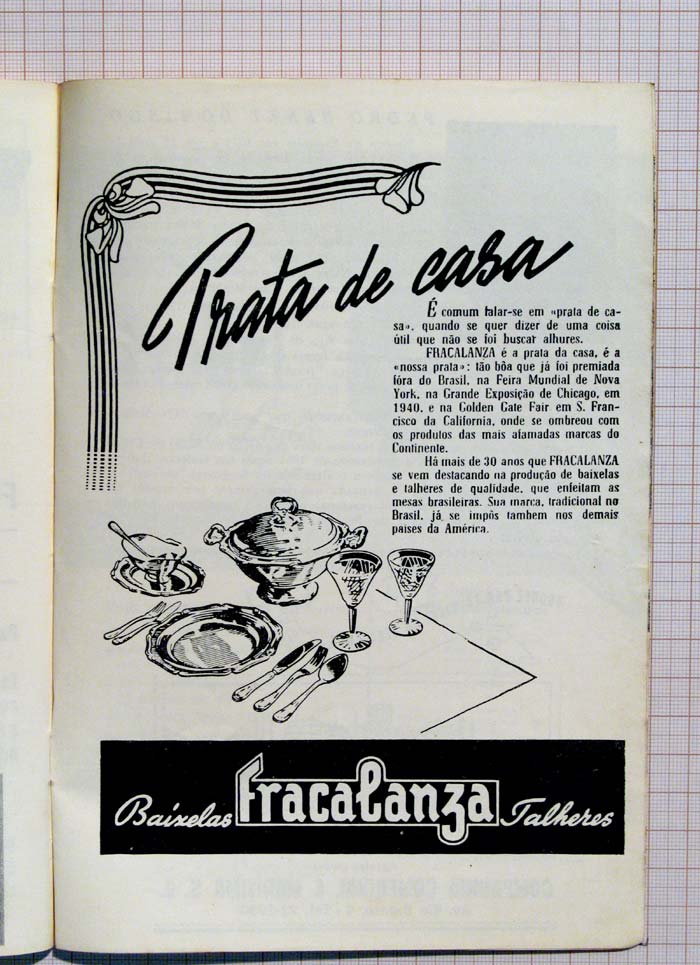 Prata de casa
É comum falar-se em «prata de ca-
sa», quando se quer dizer de uma coisa
útil que não se foi buscar alhures.
FRACALANZA é a prata da casa, é a
«nossa prata»: tão bôa que já foi premiada
fóra do Brasil, na Feira Mundial de Nova
York, na Grande Exposição de Chicago, em
1940, e na Golden Gate Fair em S. Fran-
cisco da California, onde se ombreou com
os produtos das mais afamadas marcas do
Continente.
Há mais de 30 anos que FRACALANZA
se vem destacando na produção de baixelas
e talheres de qualidade, que enfeitam as
mesas brasileiras. Sua marca, tradicional no
Brasil, já se impôs tambem nos demais
paises da América.
Baixelas Fracalanza Talheres